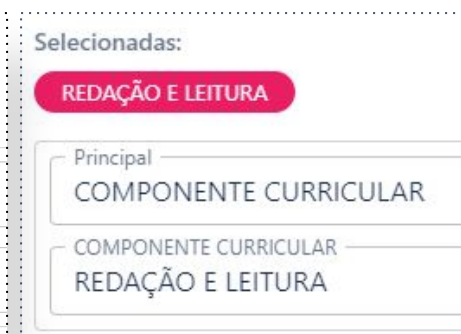 Selecionadas:
REDAÇÃO E LEITURA
Principal
COMPONENTE CURRICULAR
COMPONENTE CURRICULAR
REDAÇÃO E LEITURA